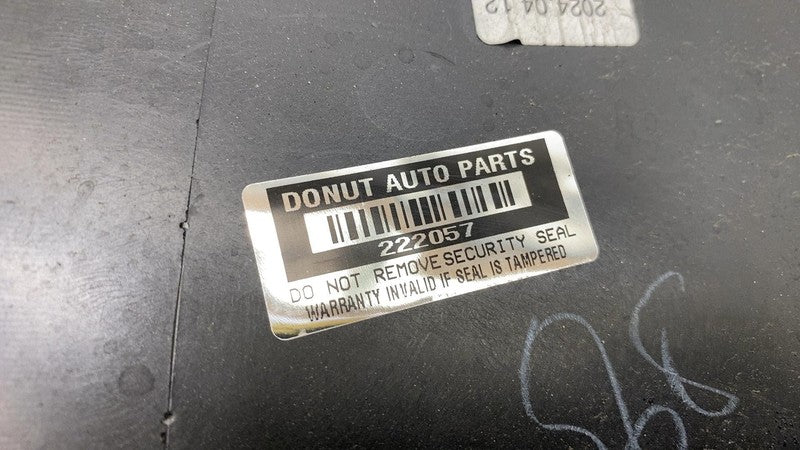 2024.04.12
DONUT AUTO PARTS
222057
DO NOT REMOVE SECURITY SEAL
WARRANTY INVALID IF SEAL IS TAMPERED